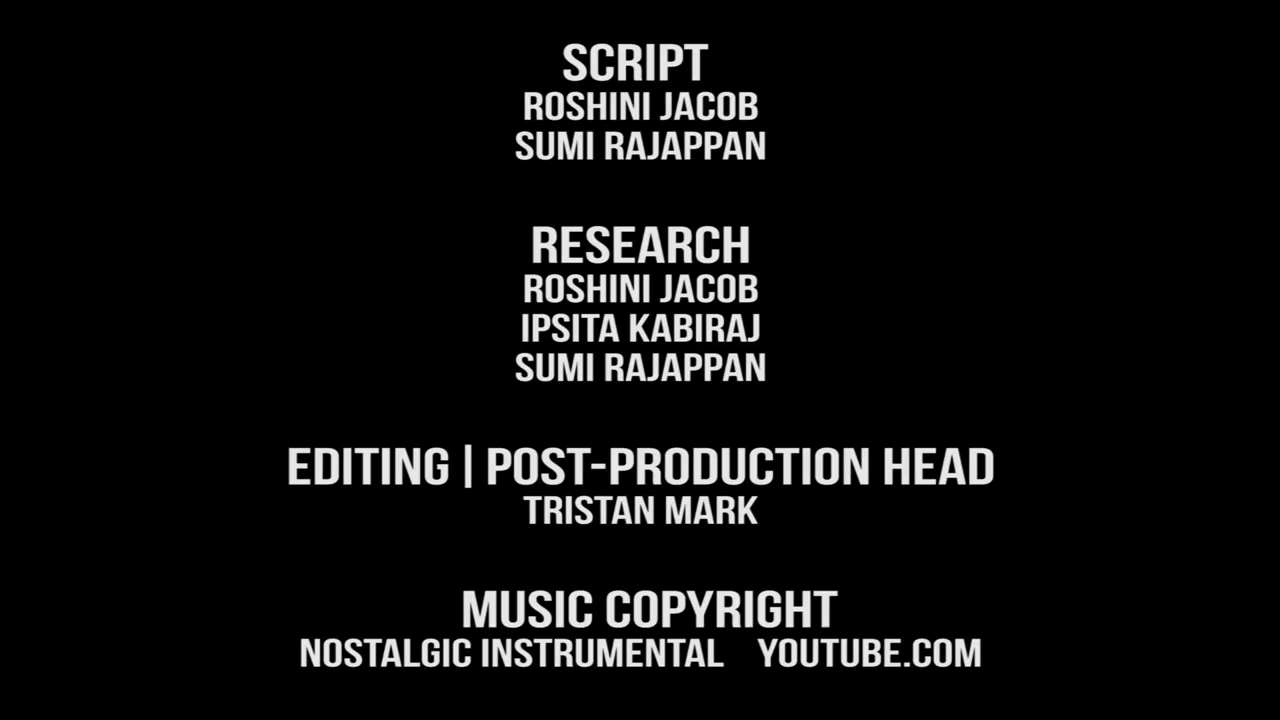 SCRIPT
ROSHINI JACOB
SUMI RAJAPPAN
RESEARCH
ROSHINI JACOB
IPSITA KABIRAJ
SUMI RAJAPPAN
EDITING | POST-PRODUCTION HEAD
TRISTAN MARK
MUSIC COPYRIGHT
NOSTALGIC INSTRUMENTAL YOUTUBE.COM